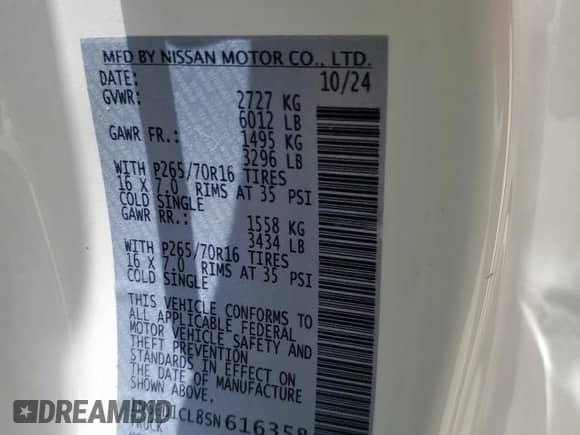 MFD BY NISSAN MOTOR CO., LTD.
DATE: 10/24
GVWR: 2727 KG
6012 LB
GAWR FR.: 1495 KG
3296 LB
WITH P265/70R16 TIRES
16 X 7.0 RIMS AT 35 PSI
COLD SINGLE
GAWR RR.: 1558 KG
3434 LB
WITH P265/70R16 TIRES
16 X 7.0 RIMS AT 35 PSI
COLD SINGLE
THIS VEHICLE CONFORMS TO
ALL APPLICABLE FEDERAL
MOTOR VEHICLE SAFETY AND
THEFT PREVENTION
STANDARDS IN EFFECT ON
THE DATE OF MANUFACTURE
SHOWN ABOVE.
1CL8SN616358
TRUCK
DREAMBID